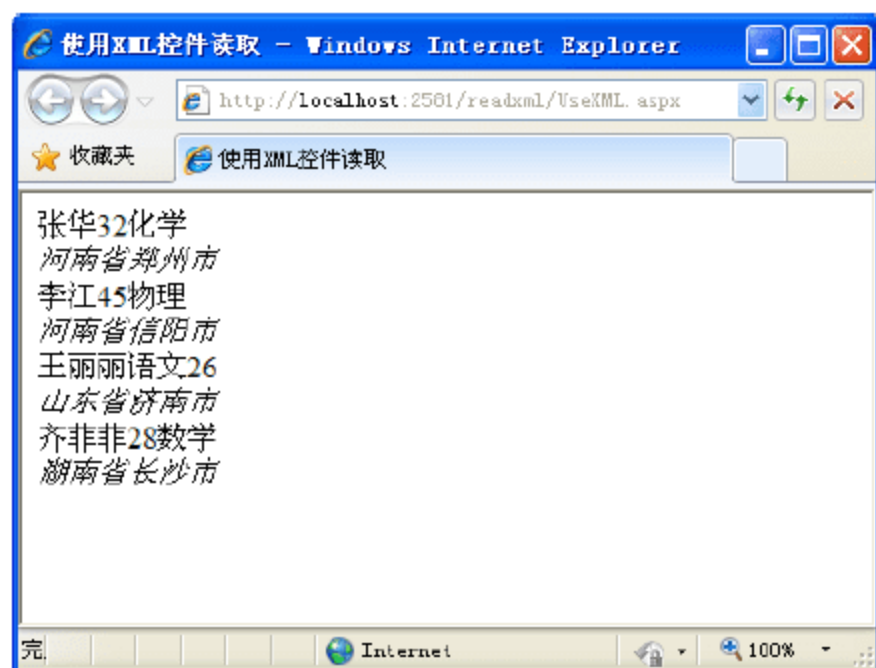 使用XML控件读取 - Windows Internet Explorer
http://localhost:2581/readxml/UseXML.aspx
收藏夹
使用XML控件读取
张华32化学
河南省郑州市
李江45物理
河南省信阳市
王丽丽语文26
山东省济南市
齐非非28数学
湖南省长沙市
完 Internet 100%